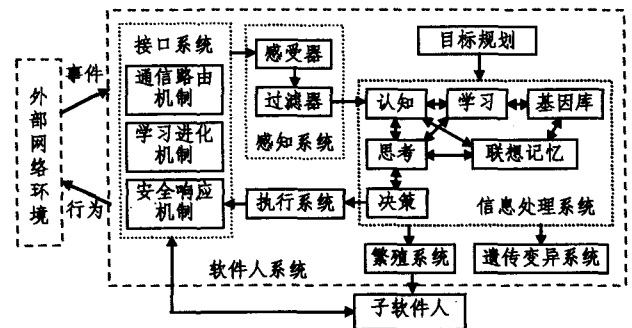 外部网络环境
事件
行为
接口系统
通信路由
机制
学习进化
机制
安全响应
机制
感受器
过滤器
感知系统
目标规划
认知
学习
基因库
思考
联想记忆
决策
信息处理系统
执行系统
软件人系统
繁殖系统
遗传变异系统
子软件人